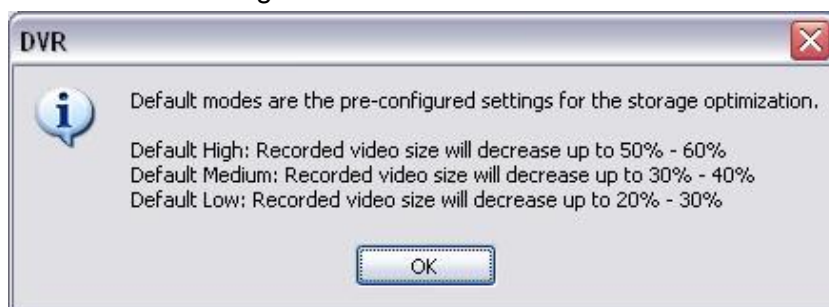 DVR
Default modes are the pre-configured settings for the storage optimization.
Default High: Recorded video size will decrease up to 50% - 60%
Default Medium: Recorded video size will decrease up to 30% - 40%
Default Low: Recorded video size will decrease up to 20% - 30%
OK